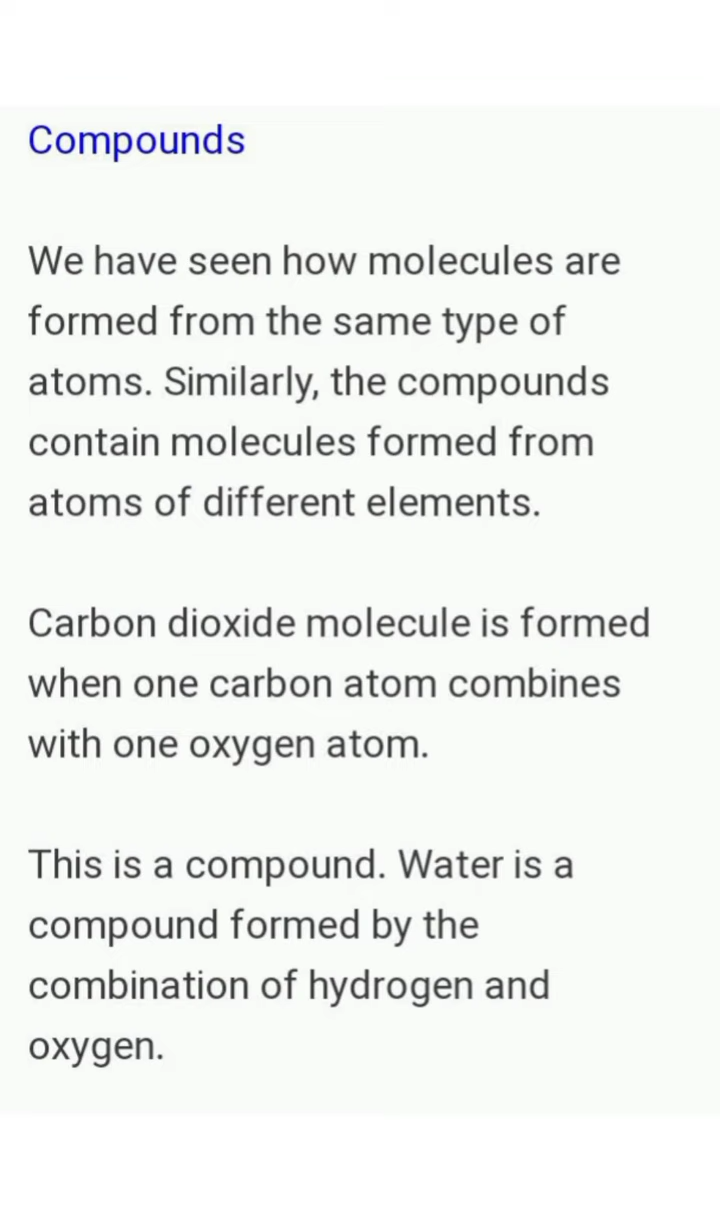 Compounds
We have seen how molecules are
formed from the same type of
atoms. Similarly, the compounds
contain molecules formed from
atoms of different elements.
Carbon dioxide molecule is formed
when one carbon atom combines
with one oxygen atom.
This is a compound. Water is a
compound formed by the
combination of hydrogen and
oxygen.